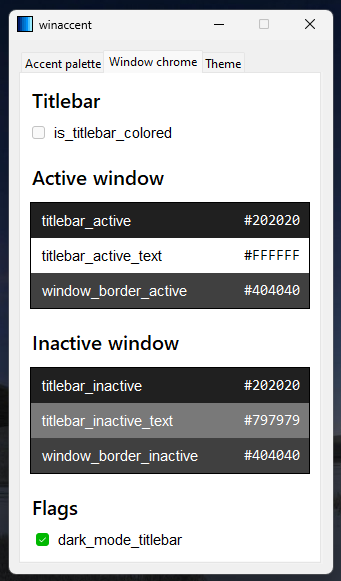 winaccent
Accent palette Window chrome Theme
Titlebar
is_titlebar_colored
Active window
titlebar_active #202020
titlebar_active_text #FFFFFF
window_border_active #404040
Inactive window
titlebar_inactive #202020
titlebar_inactive_text #797979
window_border_inactive #404040
Flags
dark_mode_titlebar